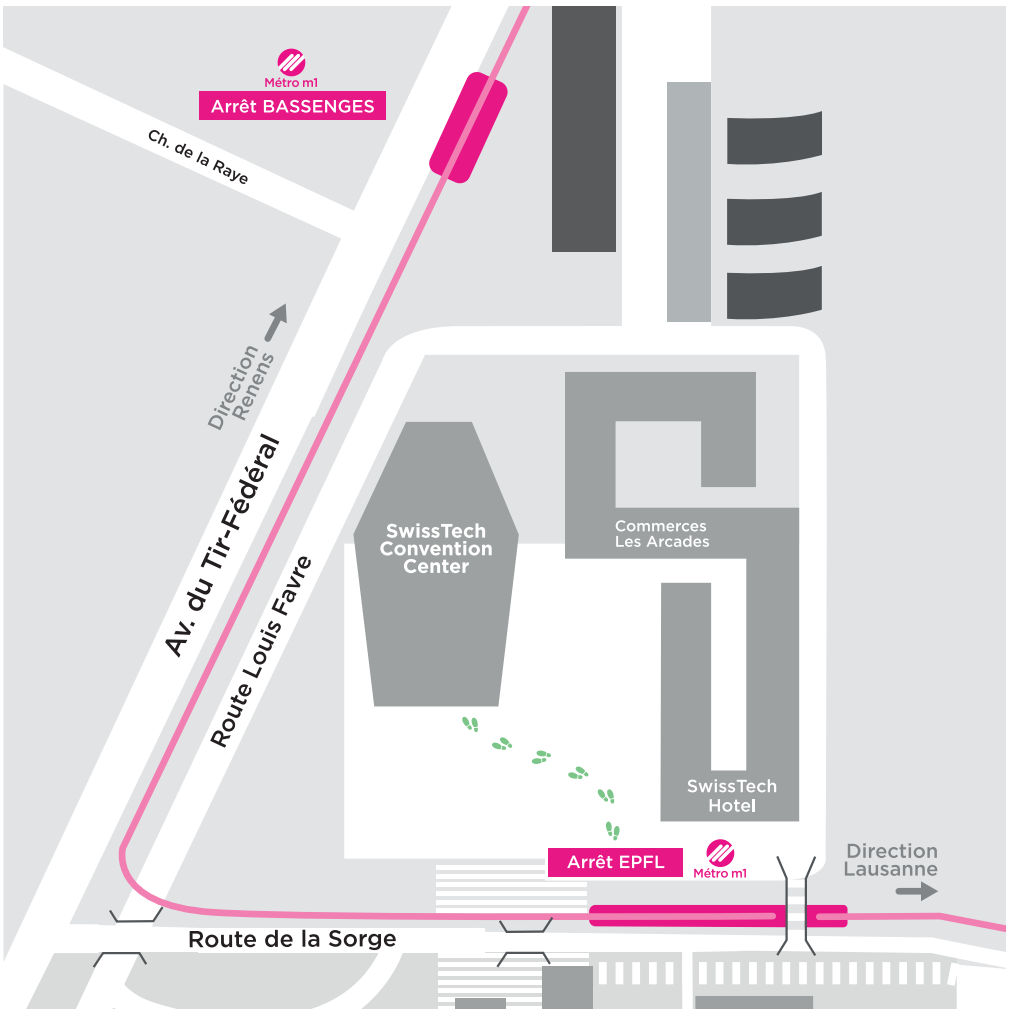 Métro m1
Arrêt BASSENGES
Ch. de la Raye
Direction
Renens
Av. du Tir-Fédéral
Route Louis Favre
SwissTech
Convention
Center
Commerces
Les Arcades
SwissTech
Hotel
Arrêt EPFL
Métro m1
Direction
Lausanne
Route de la Sorge